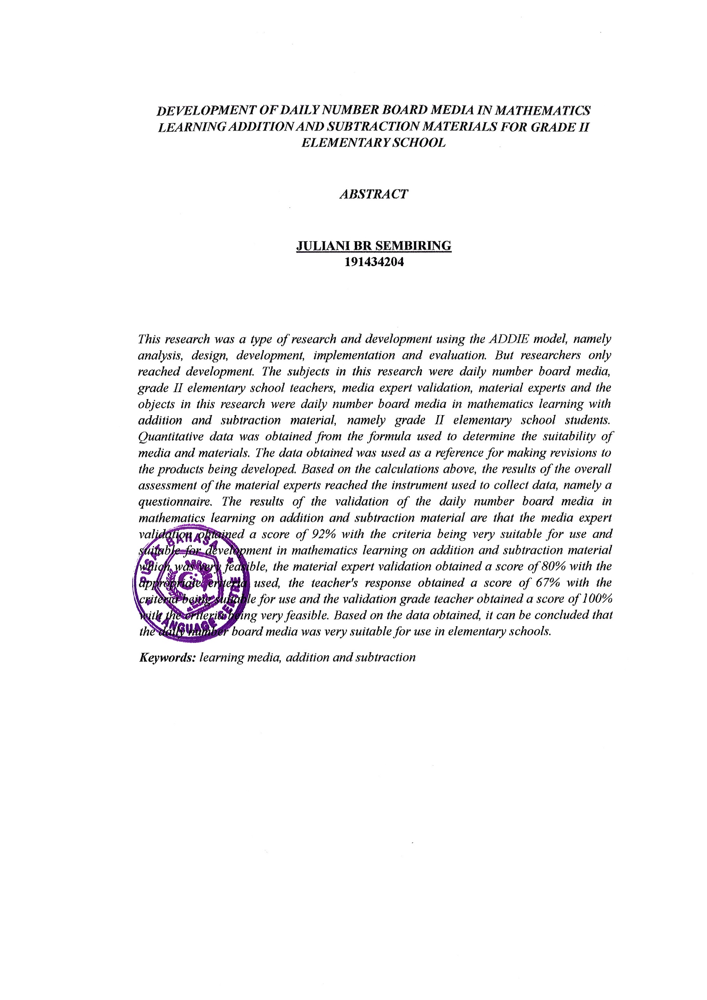 DEVELOPMENT OF DAILY NUMBER BOARD MEDIA IN MATHEMATICS
LEARNING ADDITION AND SUBTRACTION MATERIALS FOR GRADE II
ELEMENTARY SCHOOL
ABSTRACT
JULIANI BR SEMBIRING
191434204
This research was a type of research and development using the ADDIE model, namely
analysis, design, development, implementation and evaluation. But researchers only
reached development. The subjects in this research were daily number board media,
grade II elementary school teachers, media expert validation, material experts and the
objects in this research were daily number board media in mathematics learning with
addition and subtraction material, namely grade II elementary school students.
Quantitative data was obtained from the formula used to determine the suitability of
media and materials. The data obtained was used as a reference for making revisions to
the products being developed. Based on the calculations above, the results of the overall
assessment of the material experts reached the instrument used to collect data, namely a
questionnaire. The results of the validation of the daily number board media in
mathematics learning on addition and subtraction material are that the media expert
validation obtained a score of 92% with the criteria being very suitable for use and
suitable for development in mathematics learning on addition and subtraction material
which was very feasible, the material expert validation obtained a score of 80% with the
appropriate criteria used, the teacher's response obtained a score of 67% with the
criteria being suitable for use and the validation grade teacher obtained a score of 100%
with the criteria being very feasible. Based on the data obtained, it can be concluded that
the daily number board media was very suitable for use in elementary schools.
PUSAT BAHASA
LANGUAGE CENTRE
Keywords: learning media, addition and subtraction